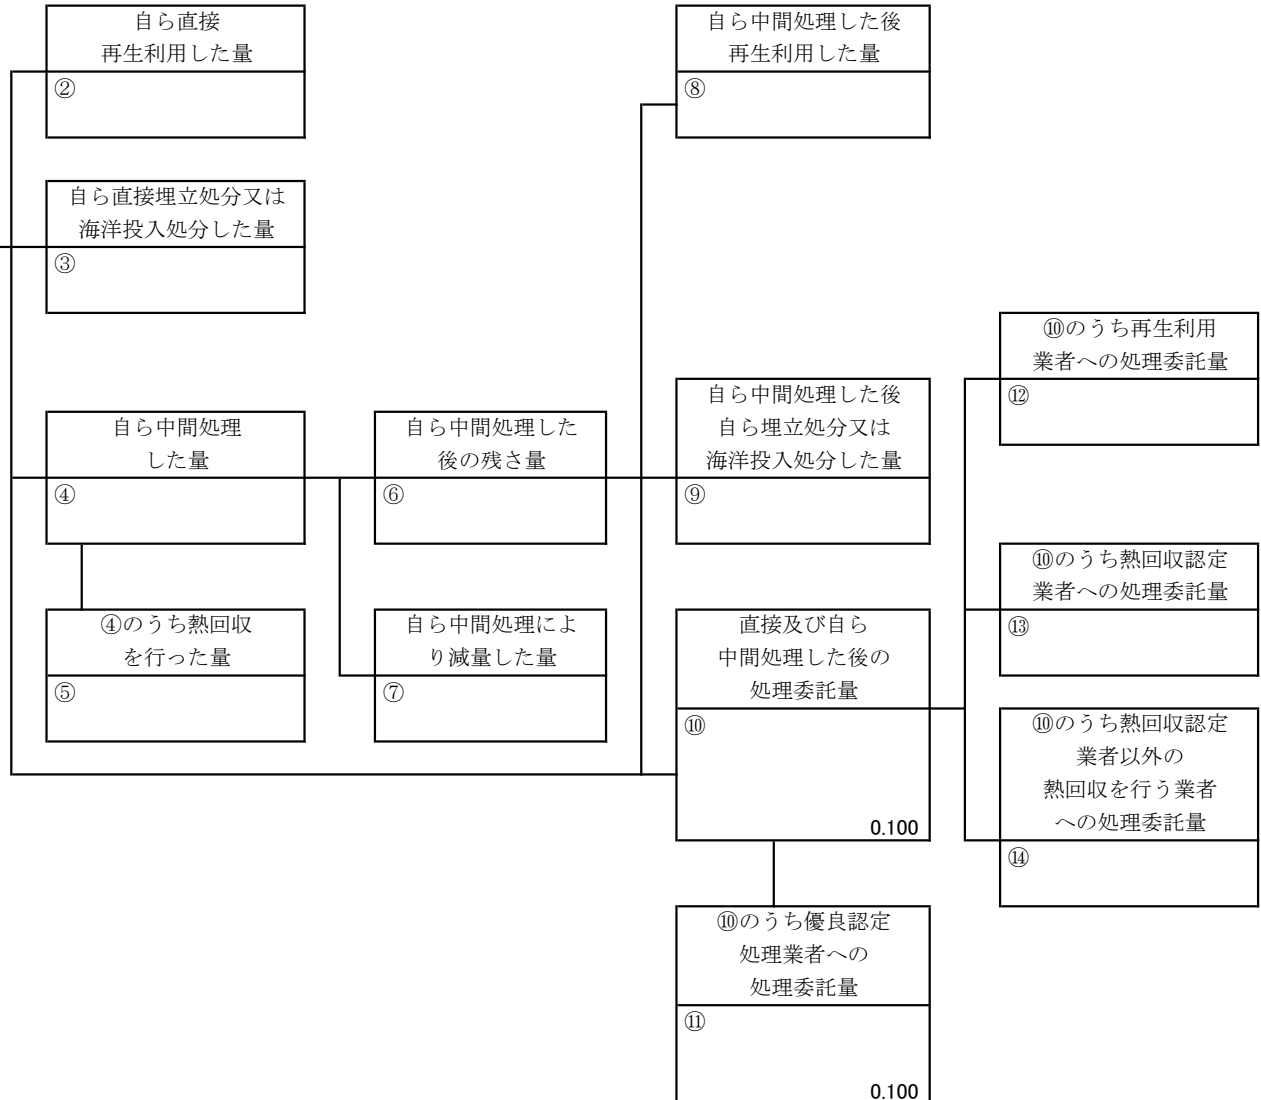 自ら直接
再生利用した量
②
自ら中間処理した後
再生利用した量
⑧
自ら直接埋立処分又は
海洋投入処分した量
③
⑩のうち再生利用
業者への処理委託量
⑫
自ら中間処理
した量
④
自ら中間処理した
後の残さ量
⑥
自ら中間処理した後
自ら埋立処分又は
海洋投入処分した量
⑨
⑩のうち熱回収認定
業者への処理委託量
⑬
④のうち熱回収
を行った量
⑤
自ら中間処理によ
り減量した量
⑦
直接及び自ら
中間処理した後の
処理委託量
⑩
0.100
⑩のうち熱回収認定
業者以外の
熱回収を行う業者
への処理委託量
⑭
⑩のうち優良認定
処理業者への
処理委託量
⑪
0.100